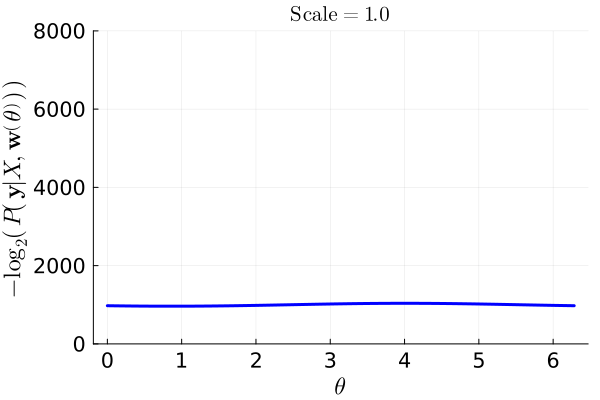 Scale = 1.0
−log₂(P(y|X, w(θ)))
8000
6000
4000
2000
0
0 1 2 3 4 5 6
θ